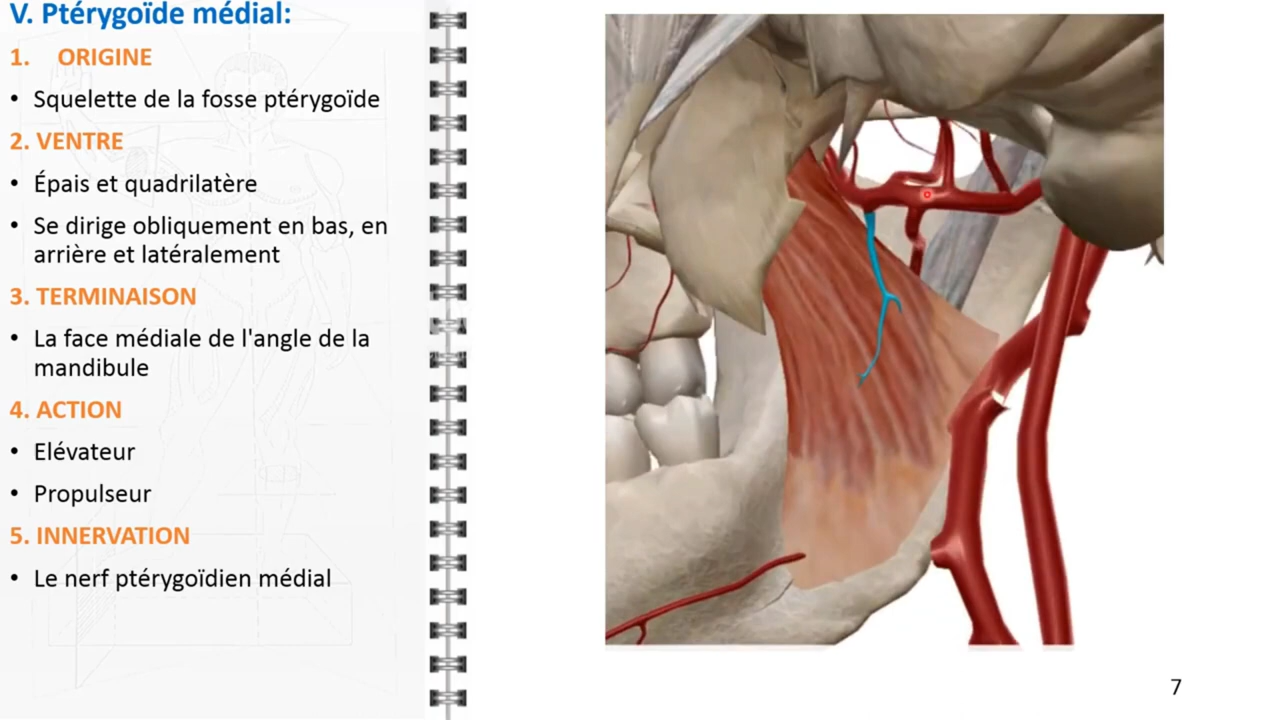 V. Ptérygoïde médial:
1. ORIGINE
• Squelette de la fosse ptérygoïde
2. VENTRE
• Épais et quadrilatère
• Se dirige obliquement en bas, en
arrière et latéralement
3. TERMINAISON
• La face médiale de l'angle de la
mandibule
4. ACTION
• Elévateur
• Propulseur
5. INNERVATION
• Le nerf ptérygoïdien médial
7